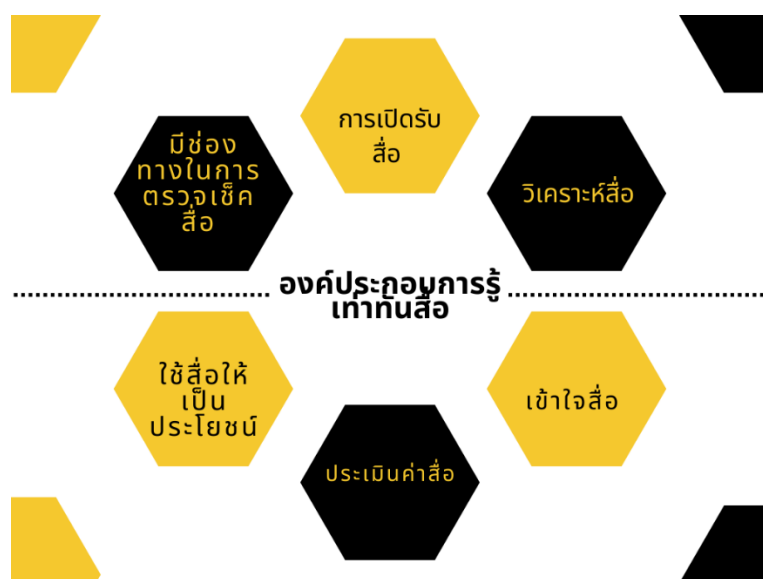 การเปิดรับ
สื่อ
มีช่อง
ทางในการ
ตรวจเช็ค
สื่อ
วิเคราะห์สื่อ
องค์ประกอบการรู้
เท่าทันสื่อ
ใช้สื่อให้
เป็น
ประโยชน์
เข้าใจสื่อ
ประเมินค่าสื่อ